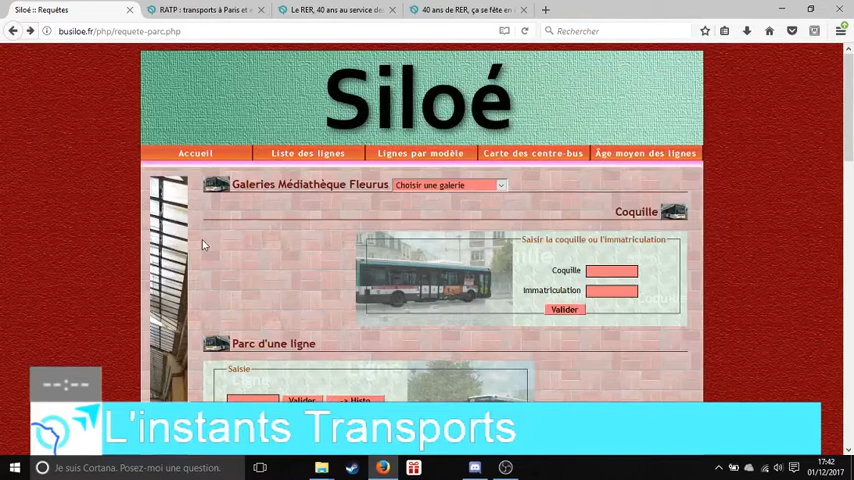 Siloé :: Requêtes
RATP : transports à Paris et e
Le RER, 40 ans au service de
40 ans de RER, ça se fête en
busiloe.fr/php/requete-parc.php
Rechercher
Siloé
Accueil
Liste des lignes
Lignes par modèle
Carte des centre-bus
Âge moyen des lignes
Galeries Médiathèque Fleurus
Choisir une galerie
Coquille
Saisir la coquille ou l'immatriculation
Coquille
Immatriculation
Valider
Parc d'une ligne
Saisie
Valider
-> Histo
--:--
L'instants Transports
Je suis Cortana. Posez-moi une question.
17:42
01/12/2017